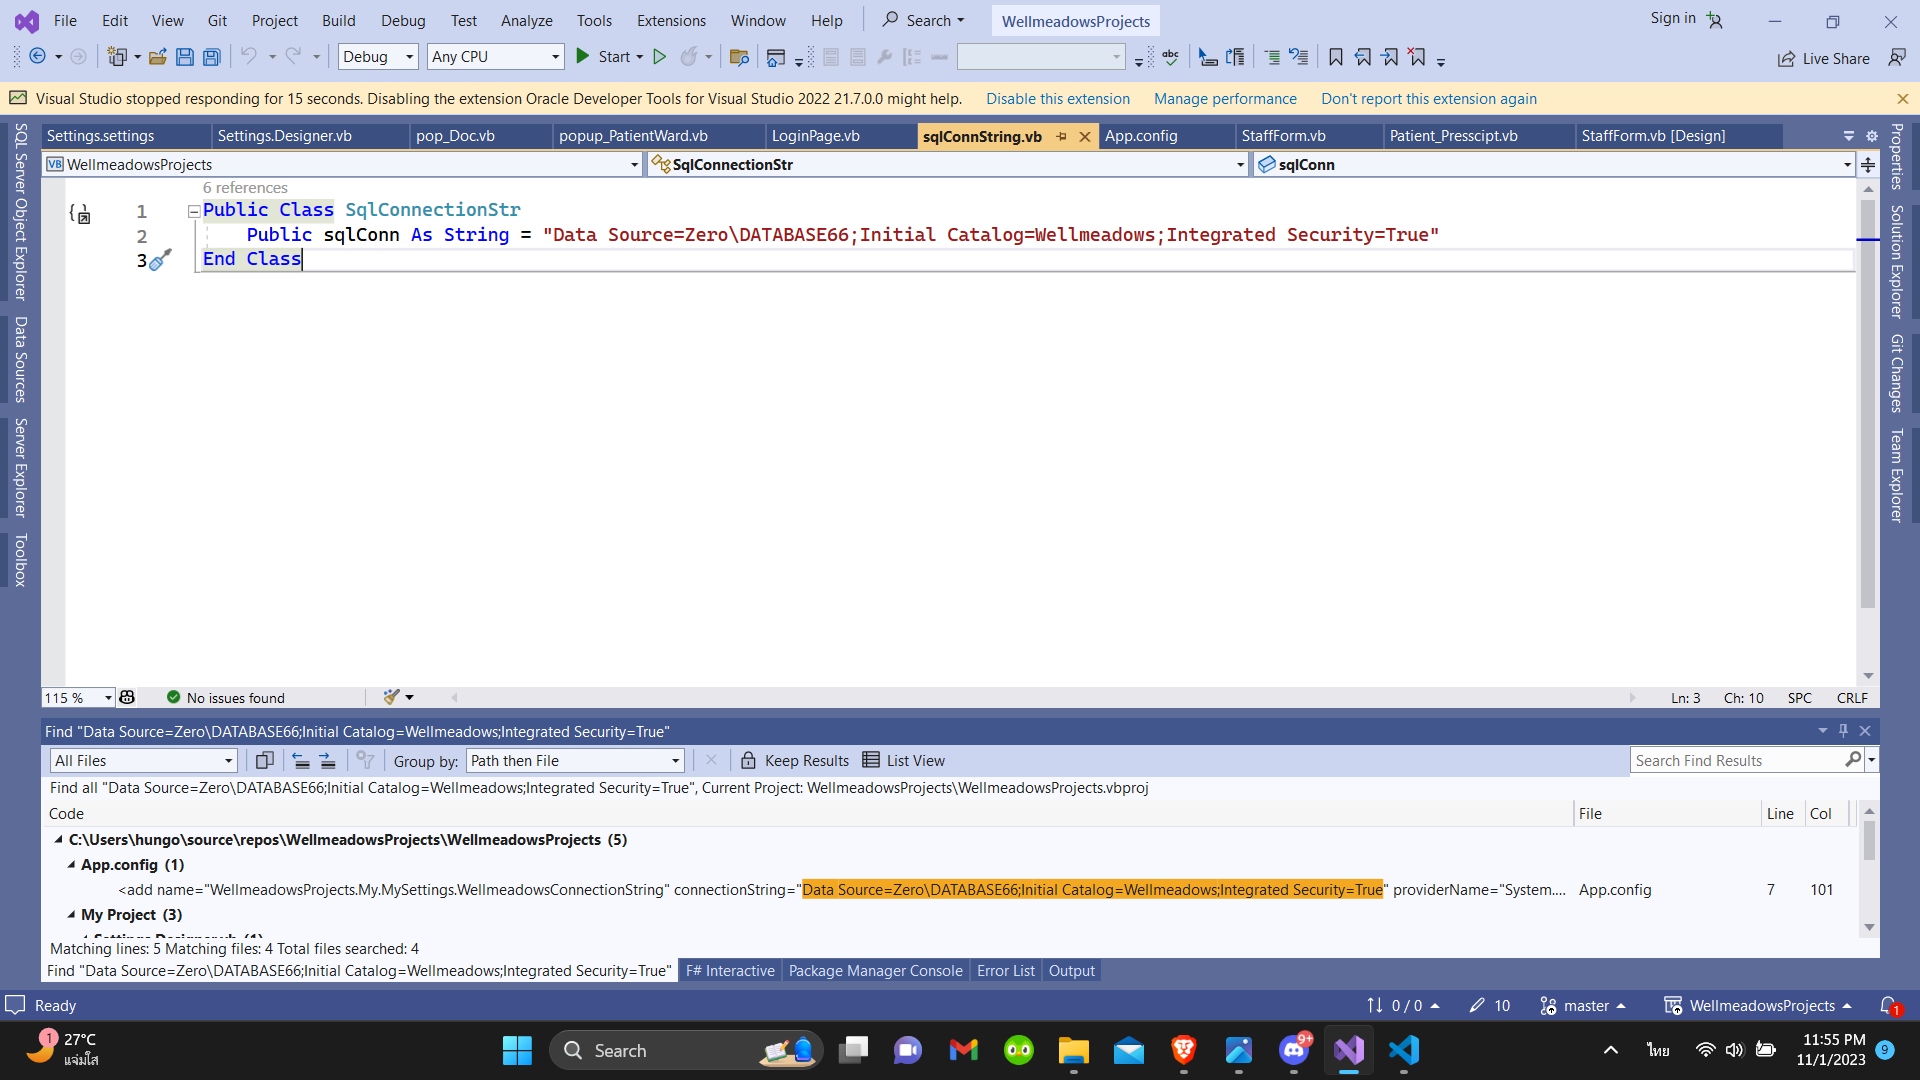 File Edit View Git Project Build Debug Test Analyze Tools Extensions Window Help Search WellmeadowsProjects Sign in
Debug Any CPU Start Live Share
Visual Studio stopped responding for 15 seconds. Disabling the extension Oracle Developer Tools for Visual Studio 2022 21.7.0.0 might help. Disable this extension Manage performance Don't report this extension again
Settings.settings Settings.Designer.vb pop_Doc.vb popup_PatientWard.vb LoginPage.vb sqlConnString.vb App.config StaffForm.vb Patient_Presscipt.vb StaffForm.vb [Design]
VB WellmeadowsProjects SqlConnectionStr sqlConn
SQL Server Object Explorer
Data Sources
Server Explorer
Toolbox
6 references
1 Public Class SqlConnectionStr
2 Public sqlConn As String = "Data Source=Zero\DATABASE66;Initial Catalog=Wellmeadows;Integrated Security=True"
3 End Class
Properties
Solution Explorer
Git Changes
Team Explorer
115 % No issues found Ln: 3 Ch: 10 SPC CRLF
Find "Data Source=Zero\DATABASE66;Initial Catalog=Wellmeadows;Integrated Security=True"
All Files Group by: Path then File Keep Results List View Search Find Results
Find all "Data Source=Zero\DATABASE66;Initial Catalog=Wellmeadows;Integrated Security=True", Current Project: WellmeadowsProjects\WellmeadowsProjects.vbproj
Code File Line Col
C:\Users\hungo\source\repos\WellmeadowsProjects\WellmeadowsProjects (5)
App.config (1)
<add name="WellmeadowsProjects.My.MySettings.WellmeadowsConnectionString" connectionString="Data Source=Zero\DATABASE66;Initial Catalog=Wellmeadows;Integrated Security=True" providerName="System.... App.config 7 101
My Project (3)
Settings.Designer.vb (1)
Matching lines: 5 Matching files: 4 Total files searched: 4
Find "Data Source=Zero\DATABASE66;Initial Catalog=Wellmeadows;Integrated Security=True" F# Interactive Package Manager Console Error List Output
Ready 0 / 0 10 master WellmeadowsProjects 1
1 27°C Search 9+ ไทย 11:55 PM
แจ่มใส 11/1/2023 9